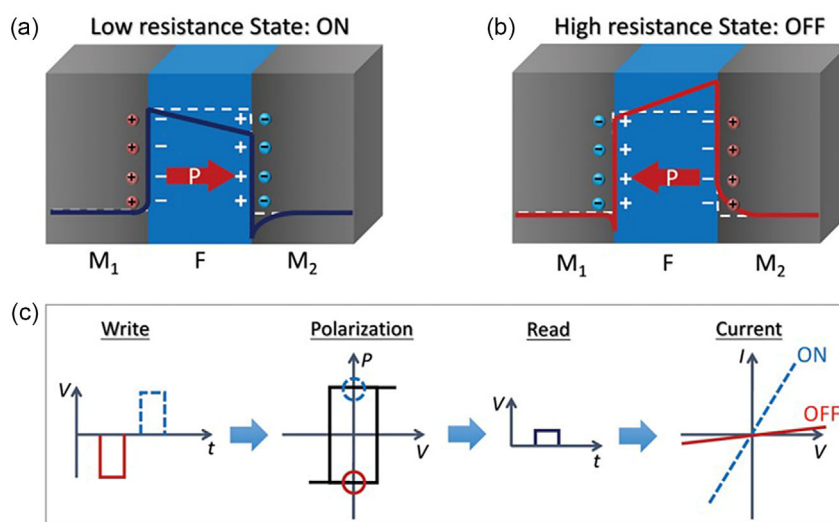 (a) Low resistance State: ON
P
M₁ F M₂
(b) High resistance State: OFF
P
M₁ F M₂
(c)
Write
V
t
Polarization
P
V
Read
V
t
Current
I
ON
OFF
V